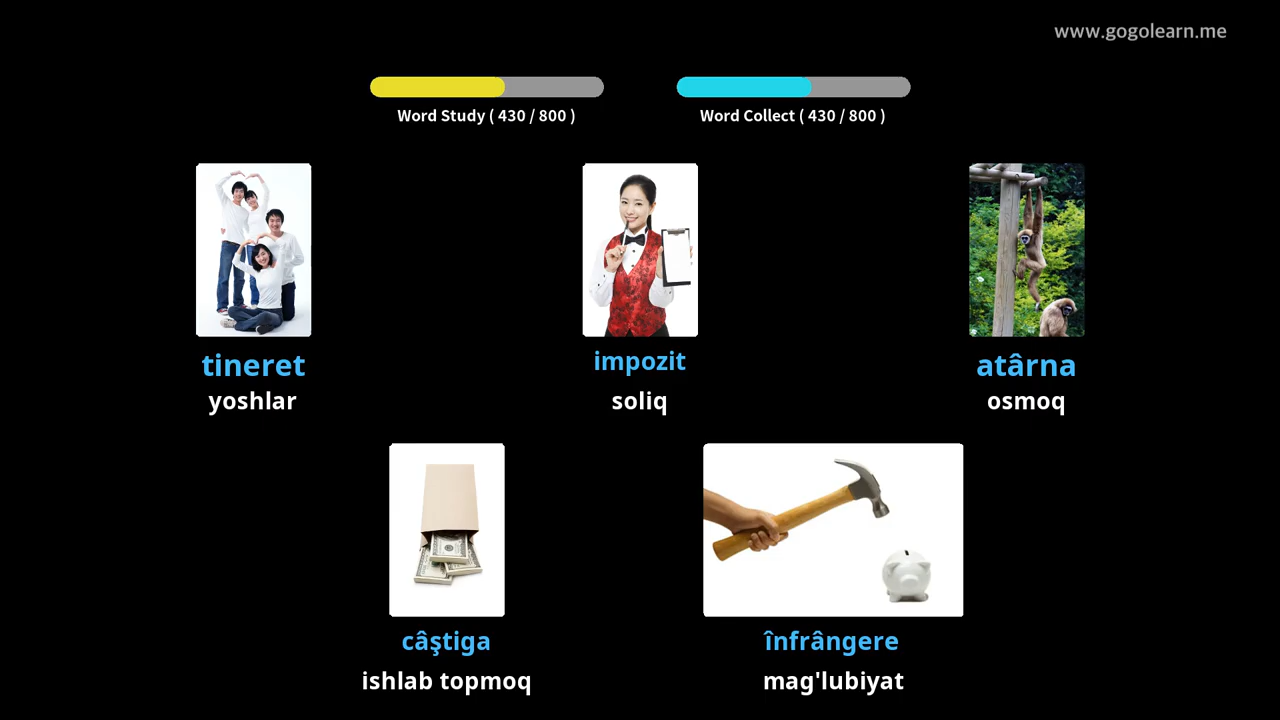 www.gogolearn.me
Word Study ( 430 / 800 )
Word Collect ( 430 / 800 )
tineret
yoshlar
impozit
soliq
atârna
osmoq
câştiga
ishlab topmoq
înfrângere
mag'lubiyat